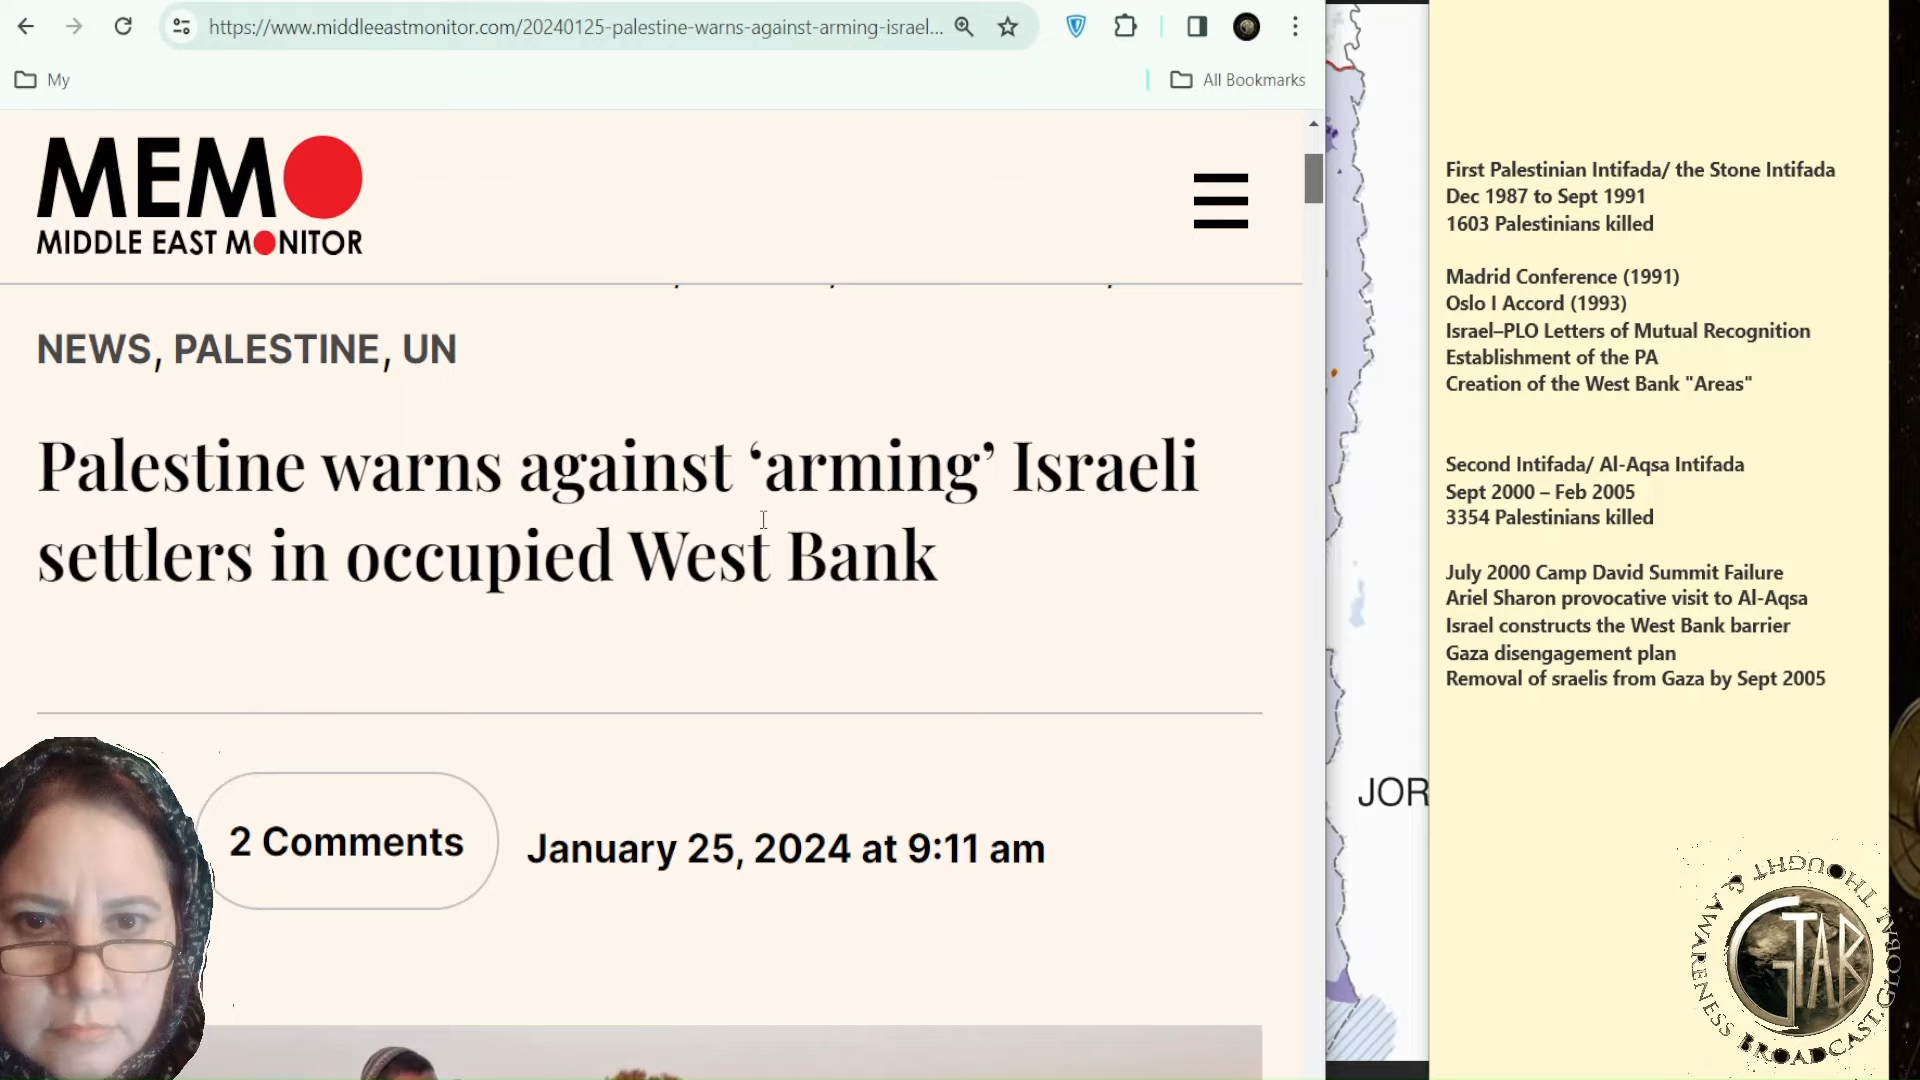 https://www.middleeastmonitor.com/20240125-palestine-warns-against-arming-israel...
My
All Bookmarks
MEMO
MIDDLE EAST MONITOR
NEWS, PALESTINE, UN
Palestine warns against ‘arming’ Israeli
settlers in occupied West Bank
2 Comments
January 25, 2024 at 9:11 am
JOR
First Palestinian Intifada/ the Stone Intifada
Dec 1987 to Sept 1991
1603 Palestinians killed
Madrid Conference (1991)
Oslo I Accord (1993)
Israel–PLO Letters of Mutual Recognition
Establishment of the PA
Creation of the West Bank "Areas"
Second Intifada/ Al-Aqsa Intifada
Sept 2000 – Feb 2005
3354 Palestinians killed
July 2000 Camp David Summit Failure
Ariel Sharon provocative visit to Al-Aqsa
Israel constructs the West Bank barrier
Gaza disengagement plan
Removal of sraelis from Gaza by Sept 2005
GTAB
GLOBAL THOUGHT & AWARENESS BROADCAST